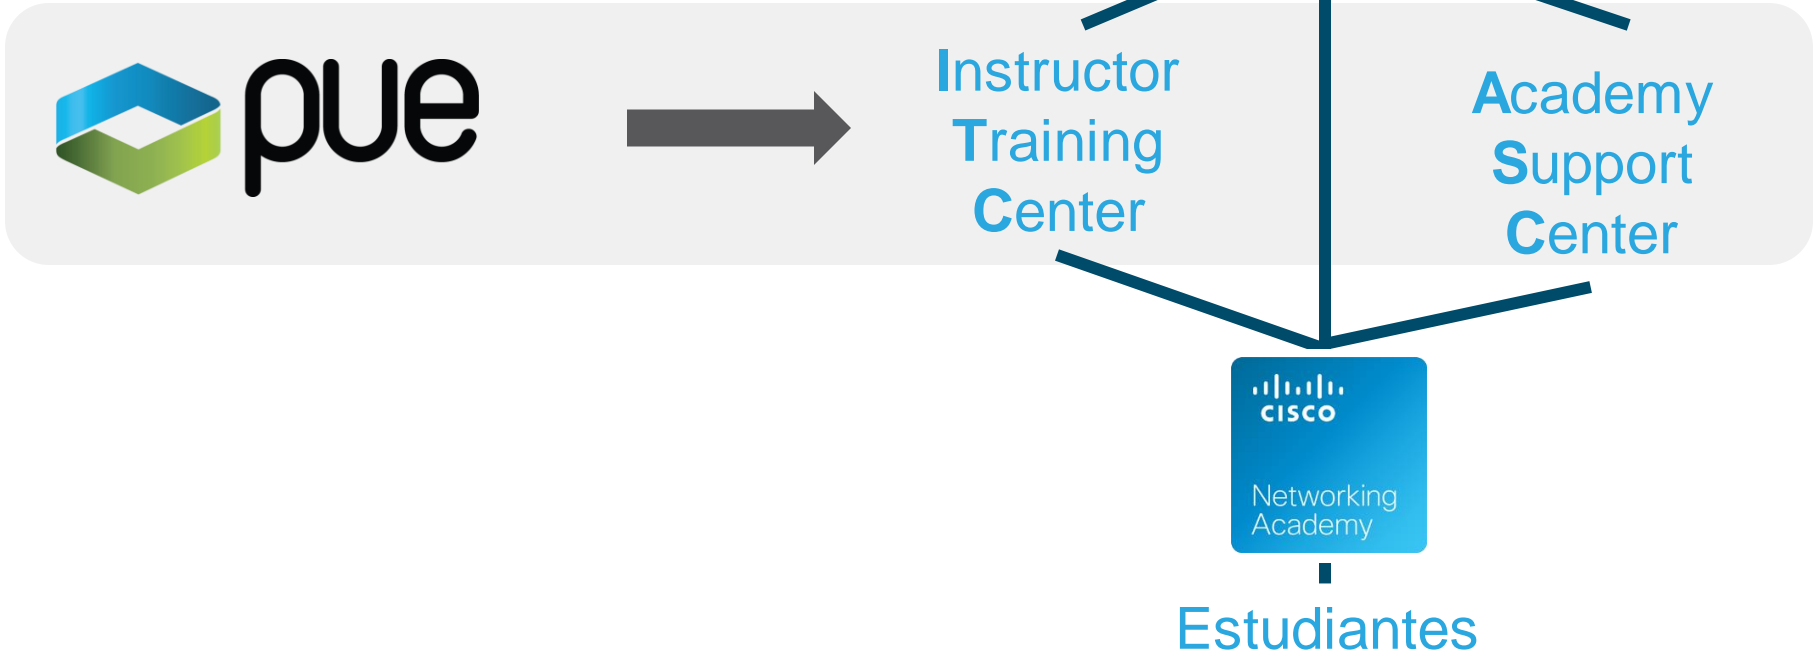 pue
Instructor
Training
Center
Academy
Support
Center
CISCO
Networking
Academy
Estudiantes